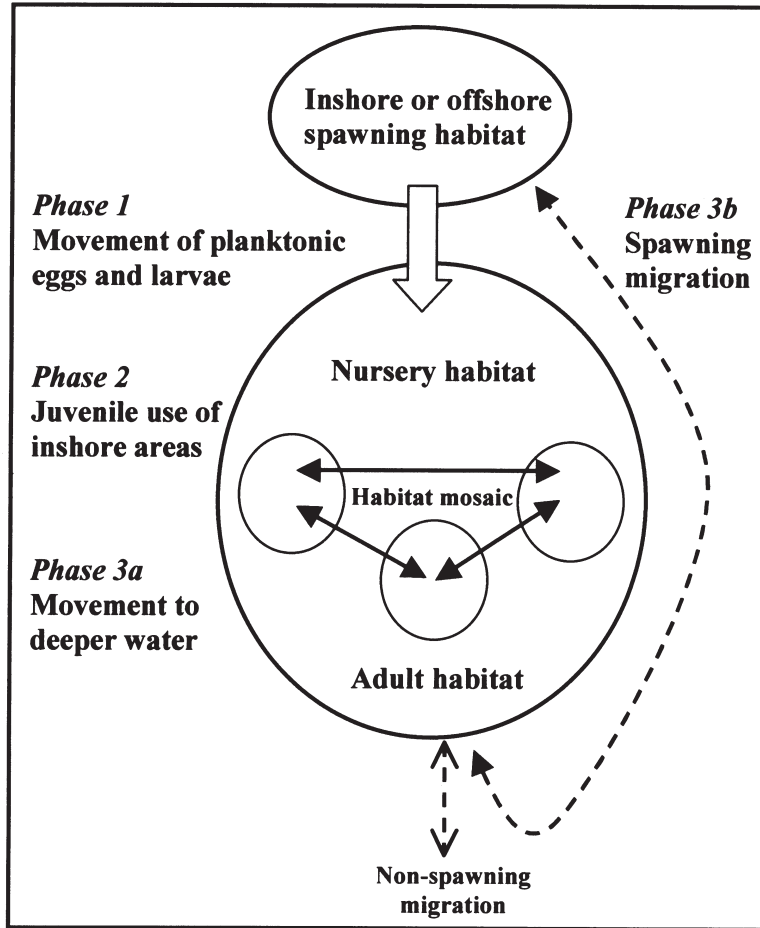 Inshore or offshore
spawning habitat
Phase 1
Movement of planktonic
eggs and larvae
Phase 3b
Spawning
migration
Nursery habitat
Phase 2
Juvenile use of
inshore areas
Habitat mosaic
Phase 3a
Movement to
deeper water
Adult habitat
Non-spawning
migration